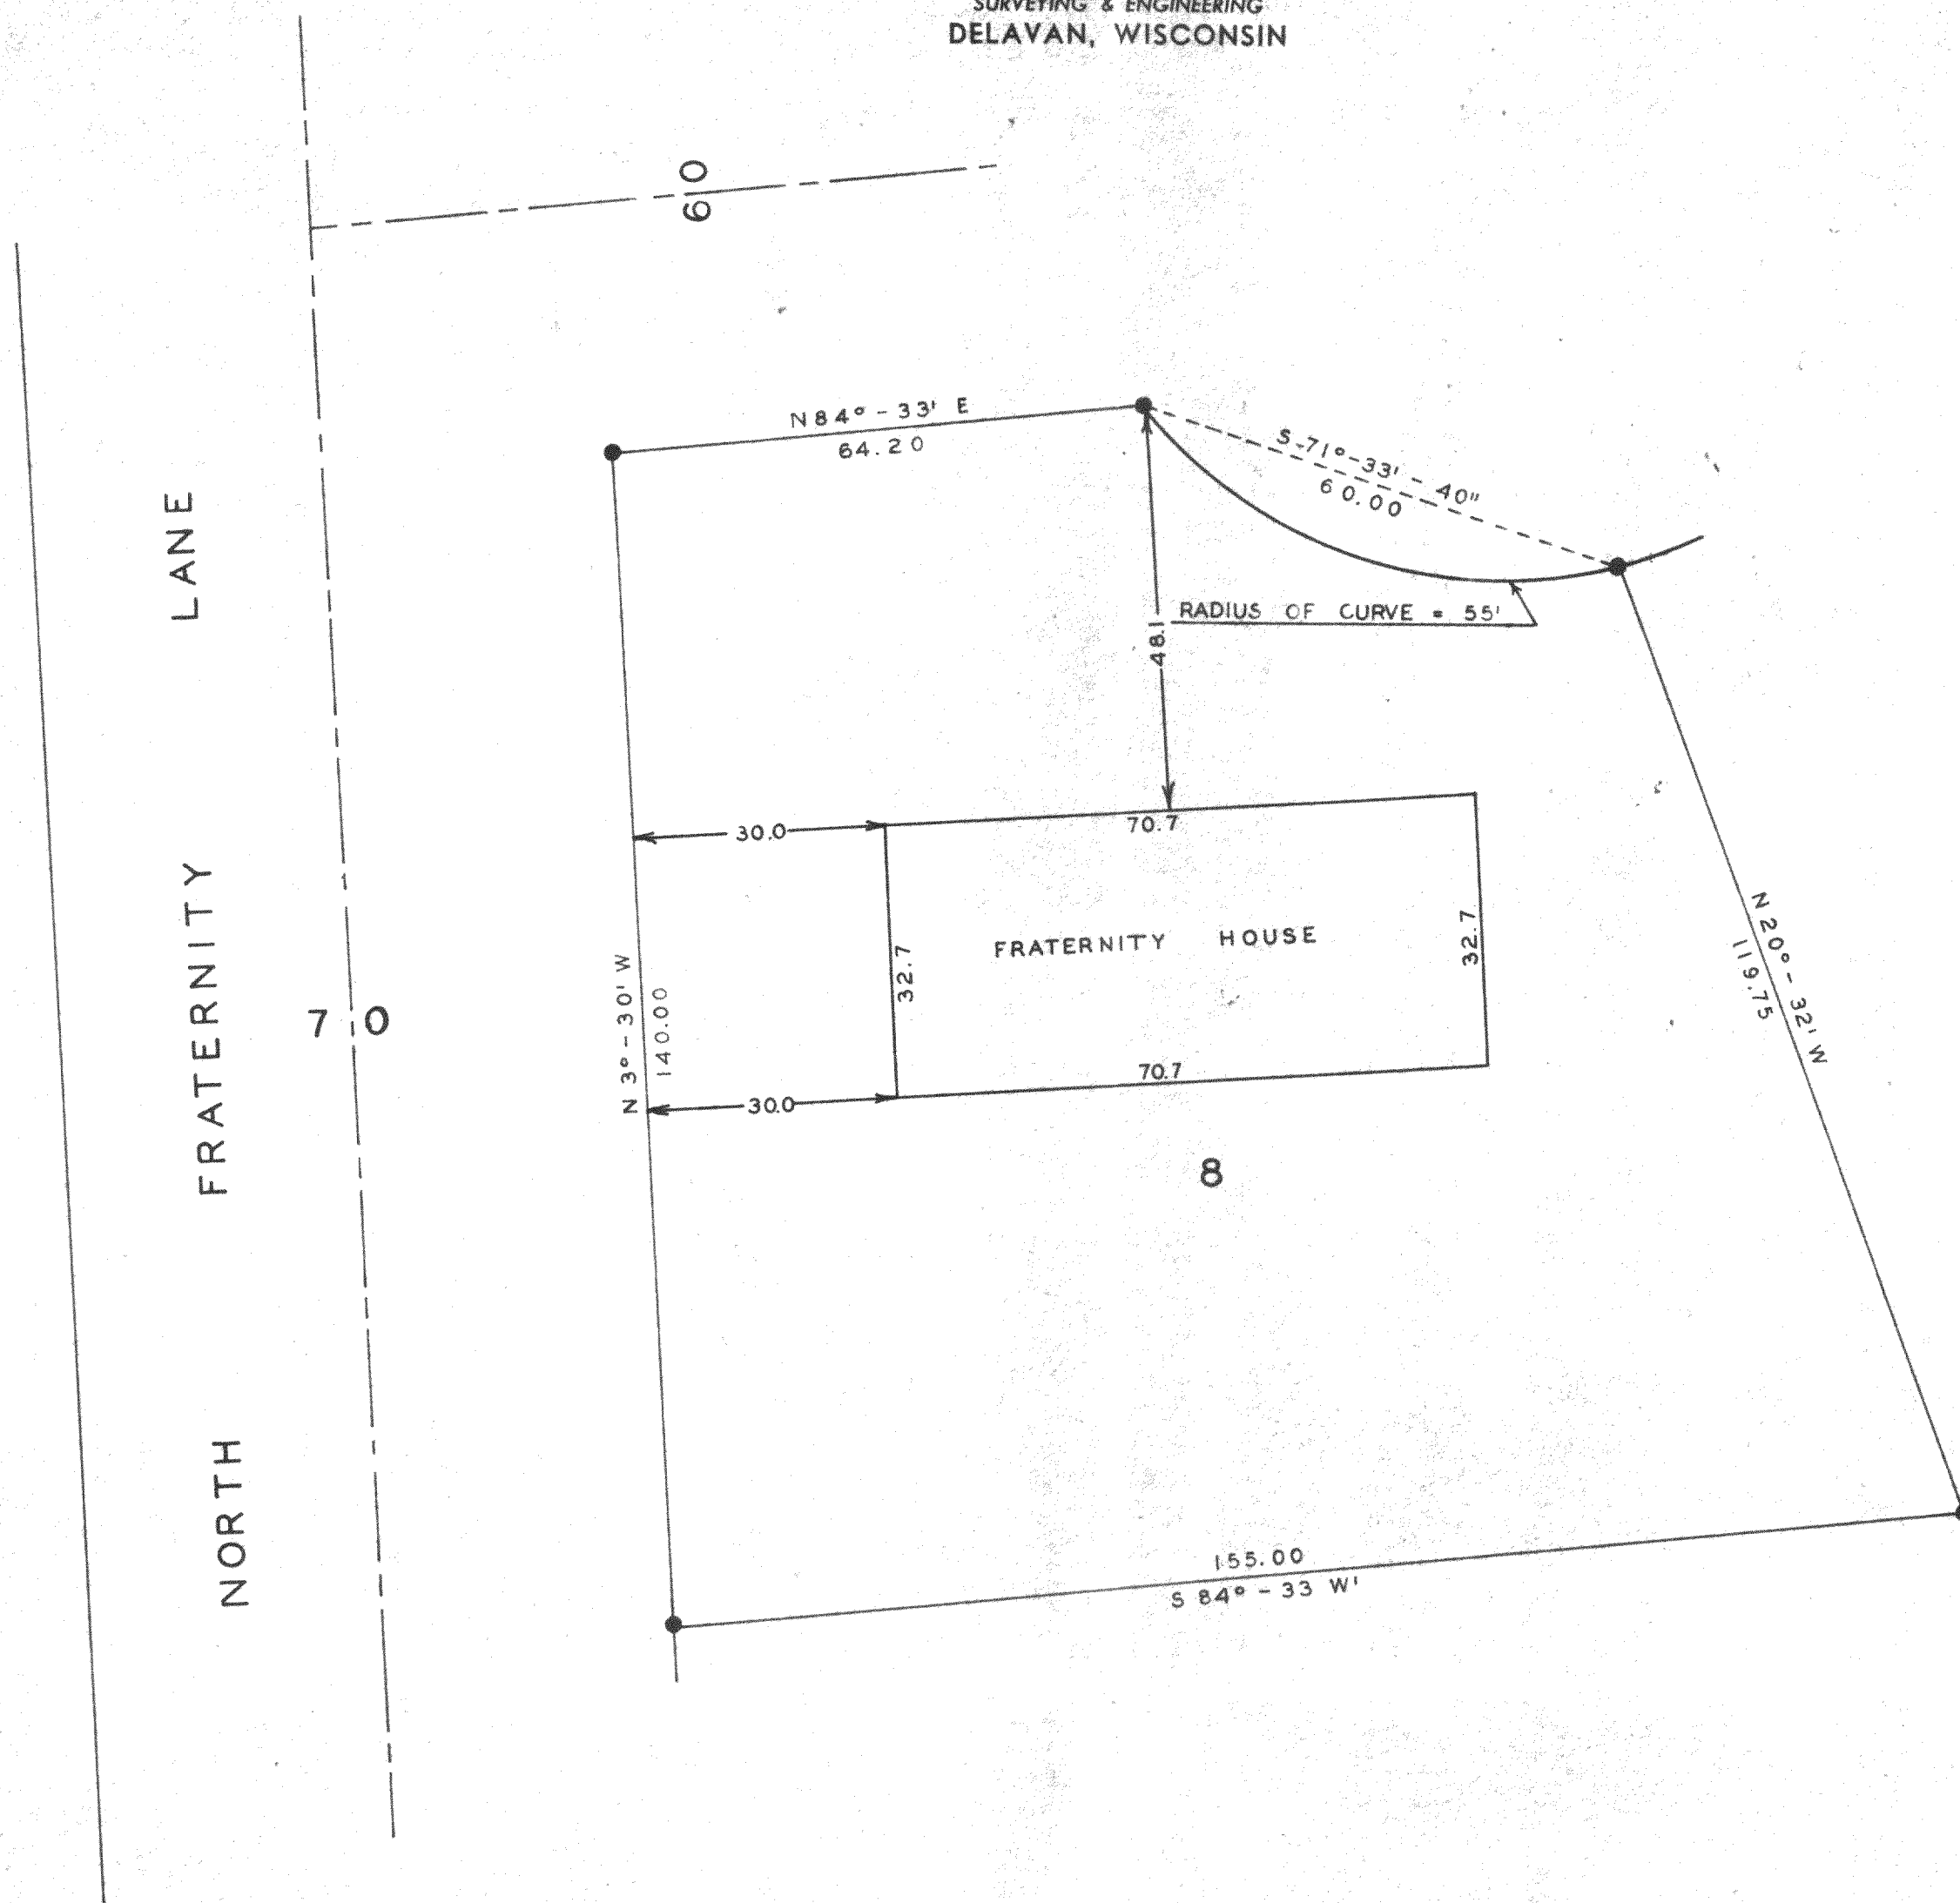 SURVEYING & ENGINEERING
DELAVAN, WISCONSIN
60
N 84° - 33' E
64.20
S-71°-33' - 40"
60.00
RADIUS OF CURVE = 55'
48.1
NORTH FRATERNITY LANE
70
30.0
70.7
FRATERNITY HOUSE
32.7
32.7
N 3° - 30' W
140.00
30.0
70.7
N 20° - 32' W
119.75
8
155.00
S 84° - 33 W'